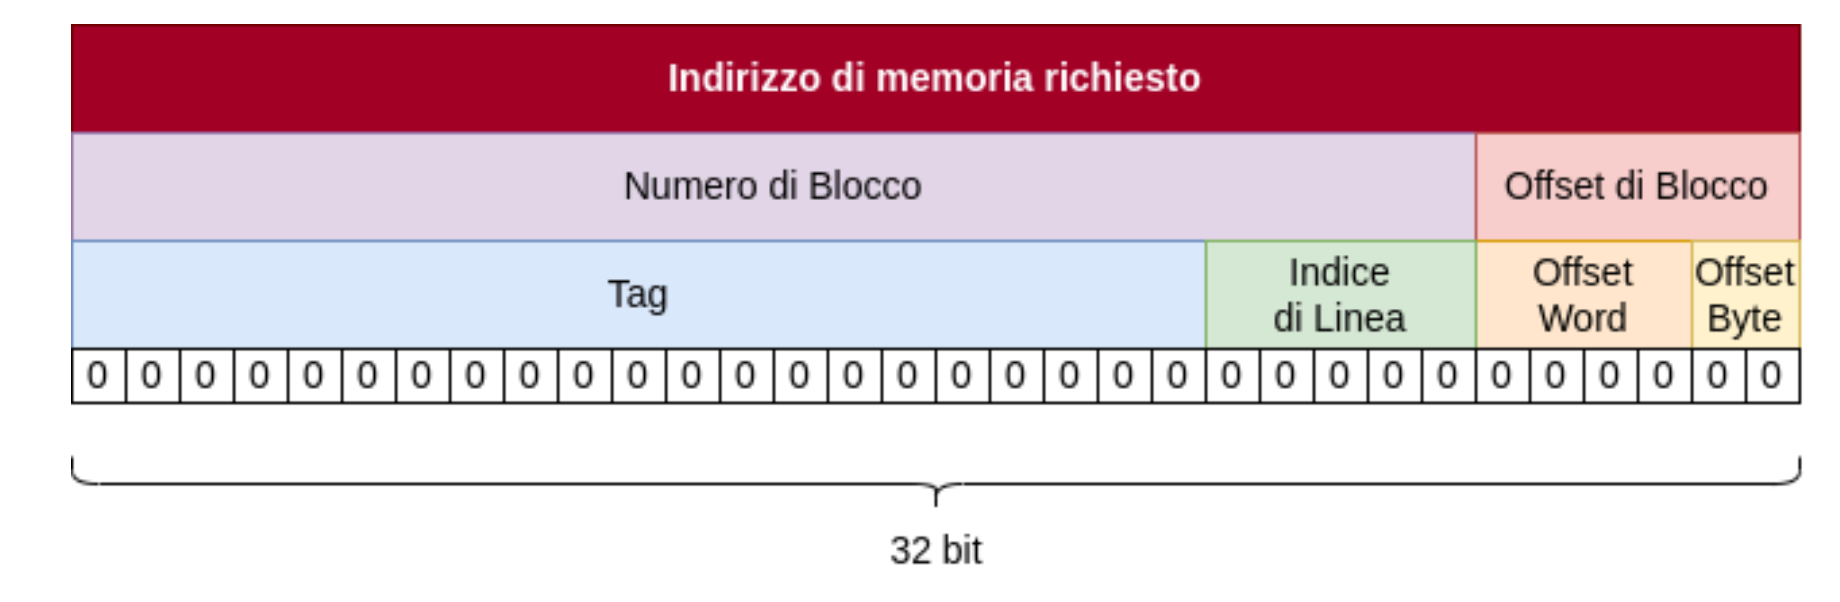 Indirizzo di memoria richiesto
Numero di Blocco
Offset di Blocco
Tag
Indice
di Linea
Offset
Word
Offset
Byte
0 0 0 0 0 0 0 0 0 0 0 0 0 0 0 0 0 0 0 0 0 0 0 0 0 0 0 0 0 0 0 0
32 bit